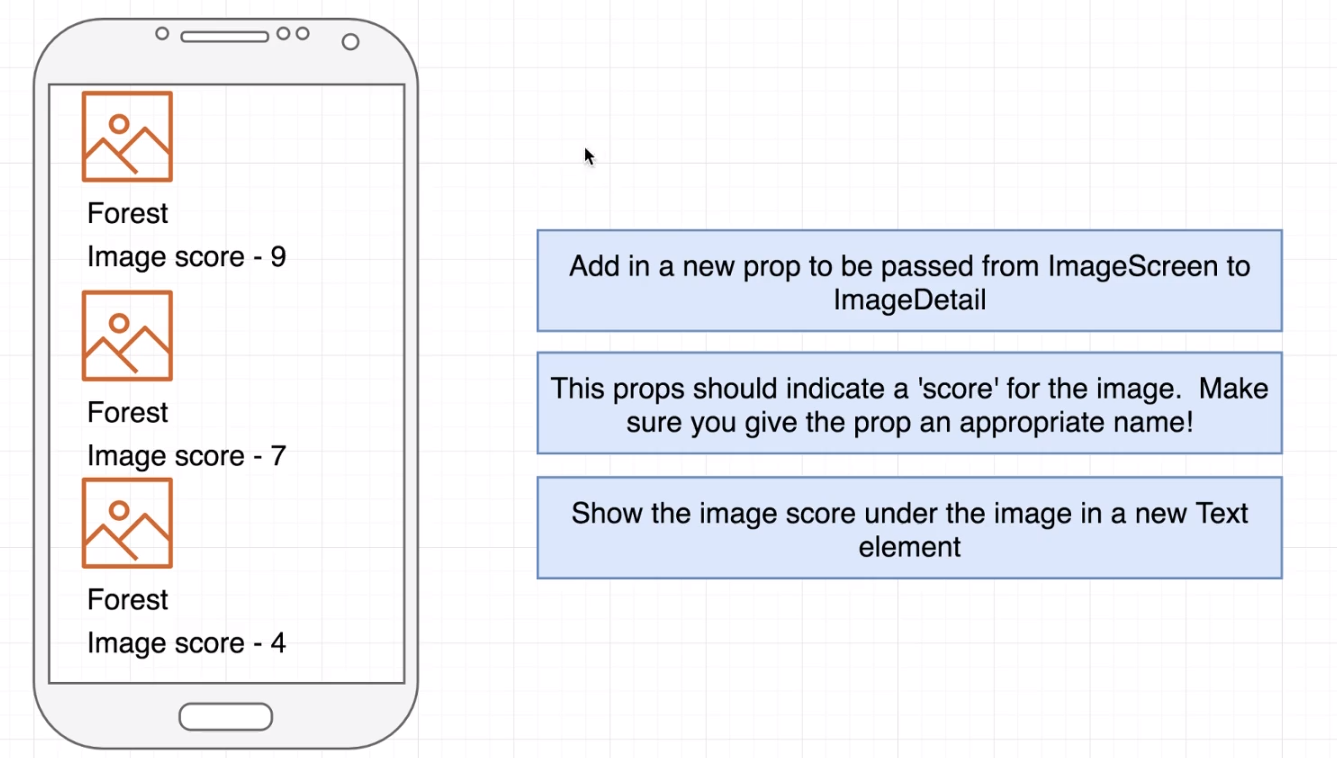 Forest
Image score - 9
Forest
Image score - 7
Forest
Image score - 4
Add in a new prop to be passed from ImageScreen to
ImageDetail
This props should indicate a 'score' for the image.  Make
sure you give the prop an appropriate name!
Show the image score under the image in a new Text
element